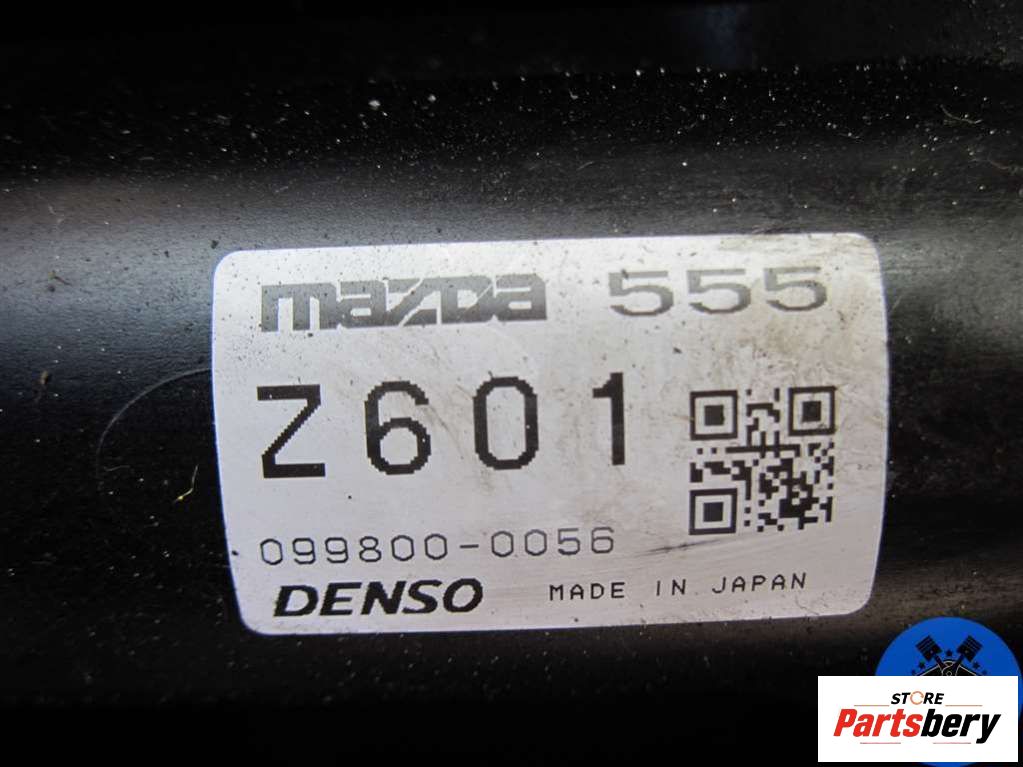 mazda 555
Z601
099800-0056
DENSO MADE IN JAPAN
STORE
Partsbery